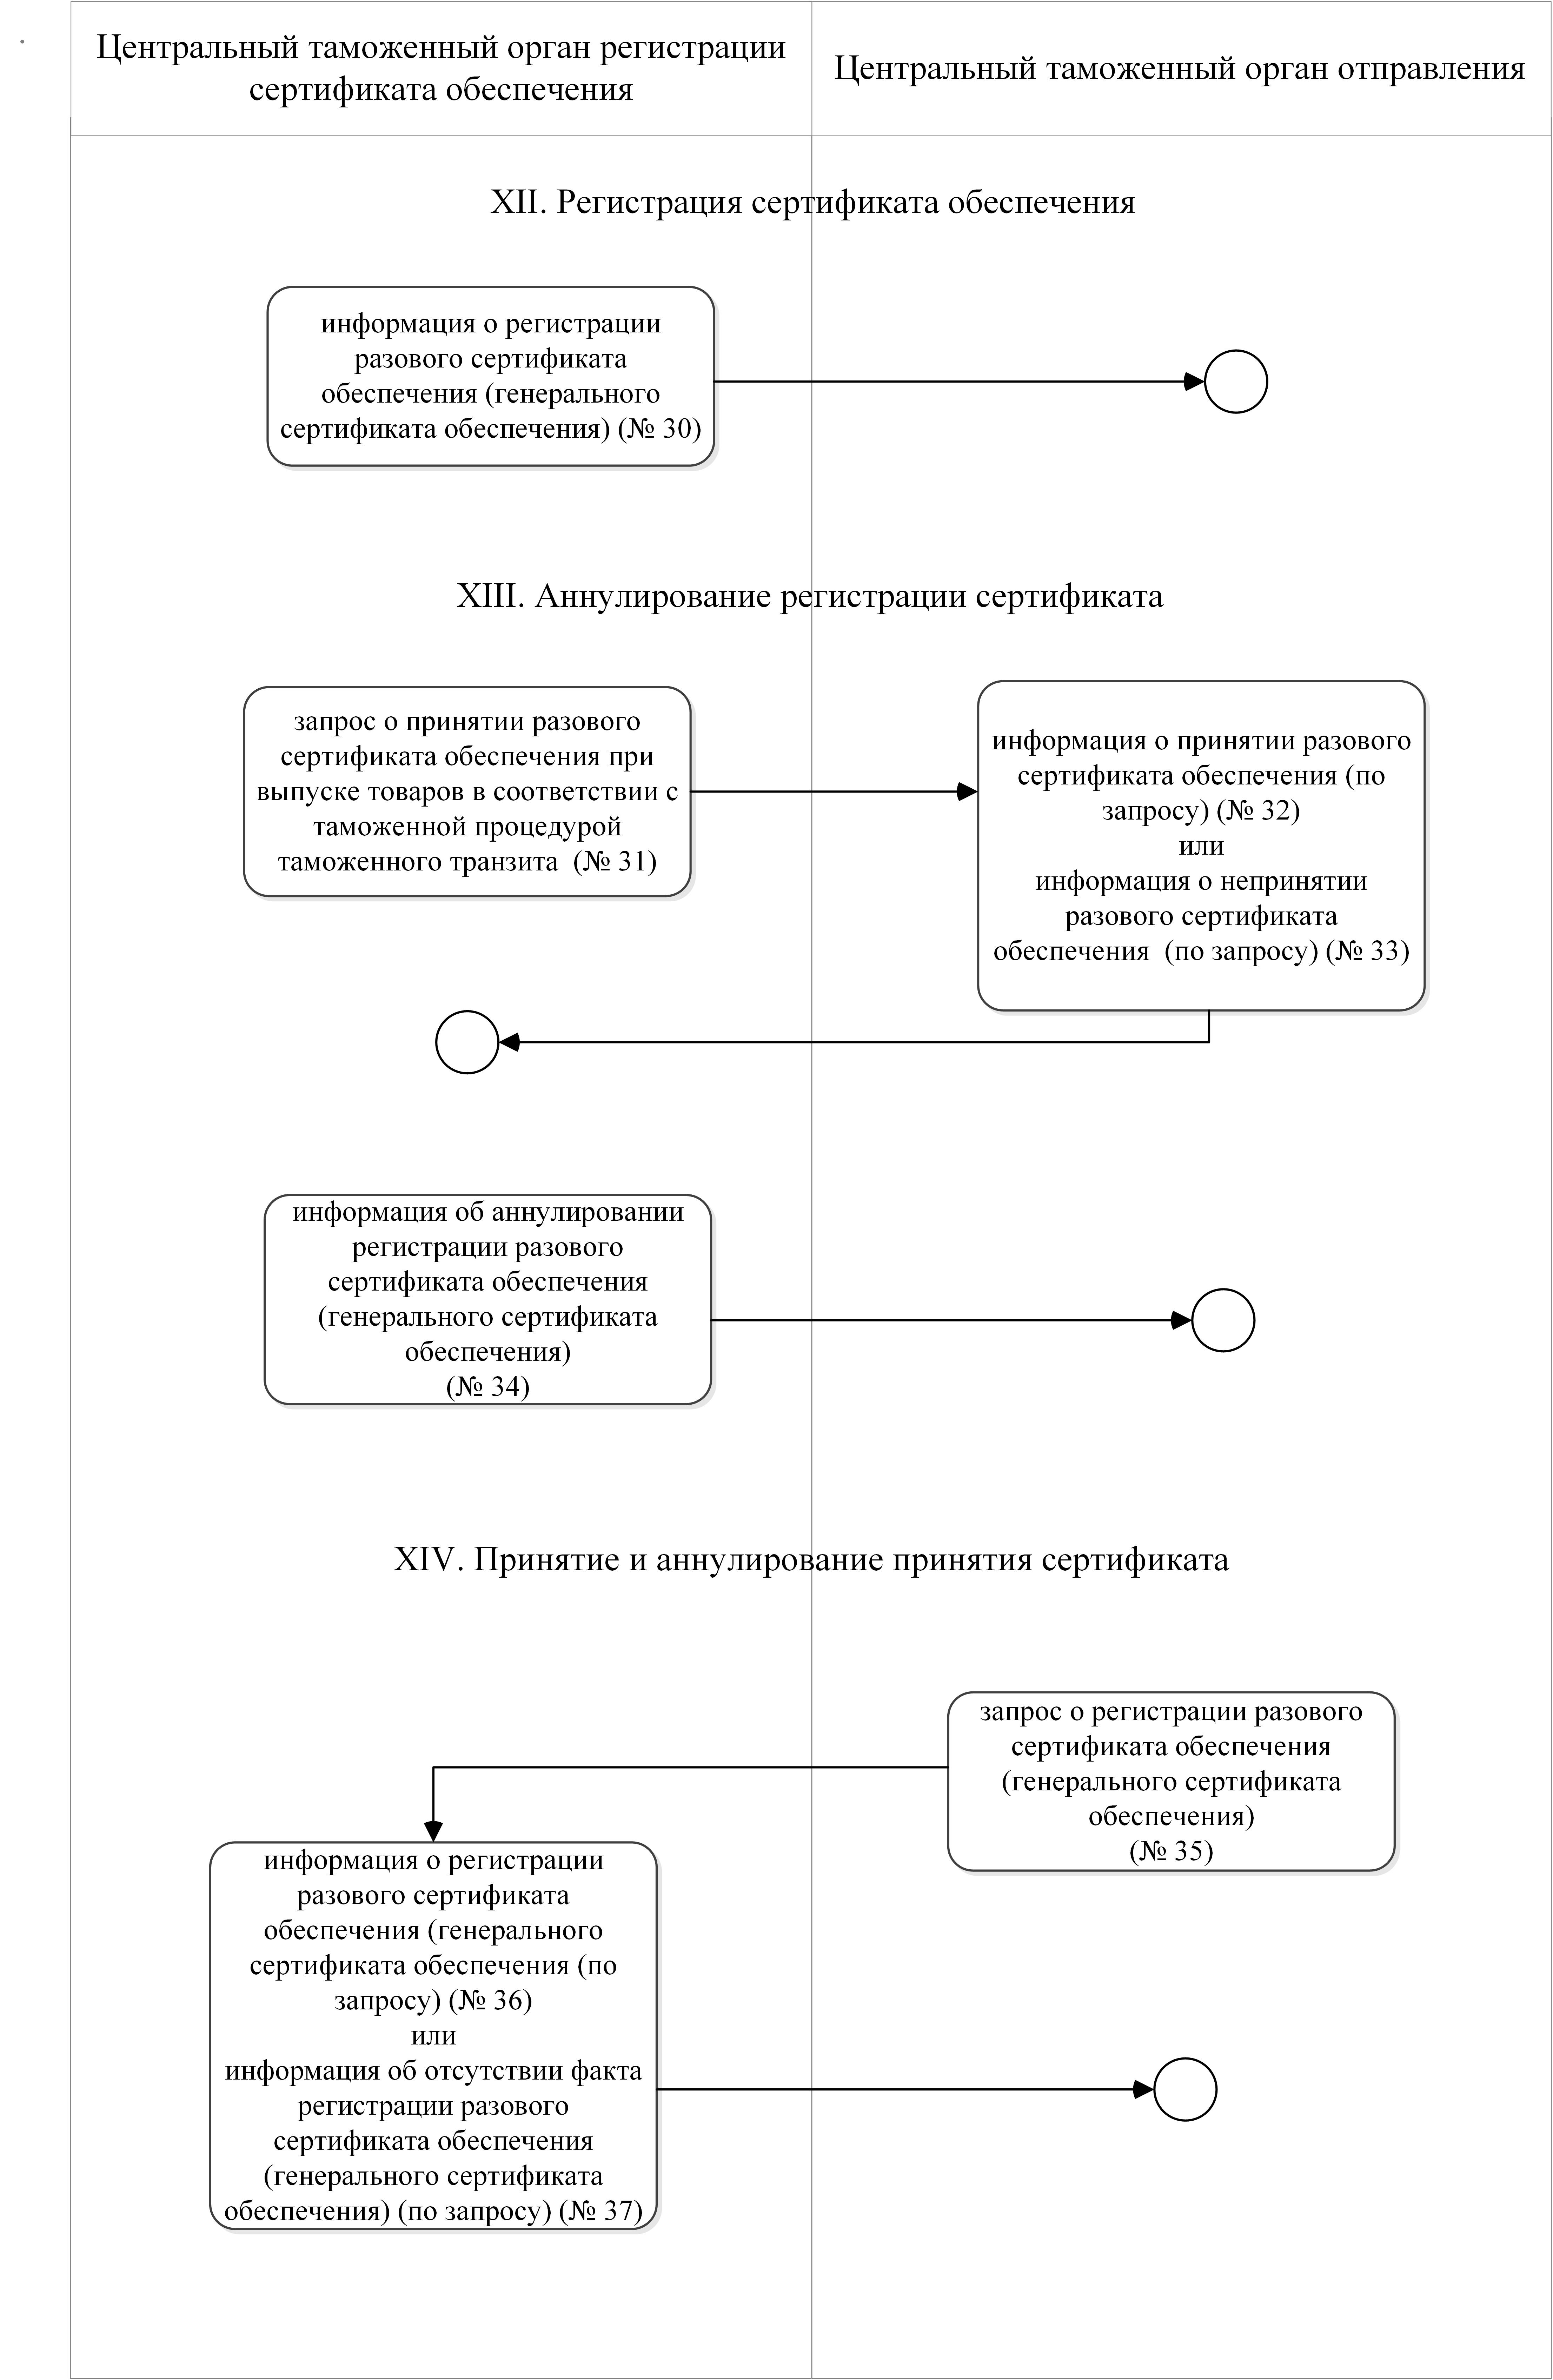 Центральный таможенный орган регистрации
сертификата обеспечения
Центральный таможенный орган отправления
XII. Регистрация сертификата обеспечения
информация о регистрации
разового сертификата
обеспечения (генерального
сертификата обеспечения) (№ 30)
XIII. Аннулирование регистрации сертификата
запрос о принятии разового
сертификата обеспечения при
выпуске товаров в соответствии с
таможенной процедурой
таможенного транзита (№ 31)
информация о принятии разового
сертификата обеспечения (по
запросу) (№ 32)
или
информация о непринятии
разового сертификата
обеспечения (по запросу) (№ 33)
информация об аннулировании
регистрации разового
сертификата обеспечения
(генерального сертификата
обеспечения)
(№ 34)
XIV. Принятие и аннулирование принятия сертификата
запрос о регистрации разового
сертификата обеспечения
(генерального сертификата
обеспечения)
(№ 35)
информация о регистрации
разового сертификата
обеспечения (генерального
сертификата обеспечения (по
запросу) (№ 36)
или
информация об отсутствии факта
регистрации разового
сертификата обеспечения
(генерального сертификата
обеспечения) (по запросу) (№ 37)